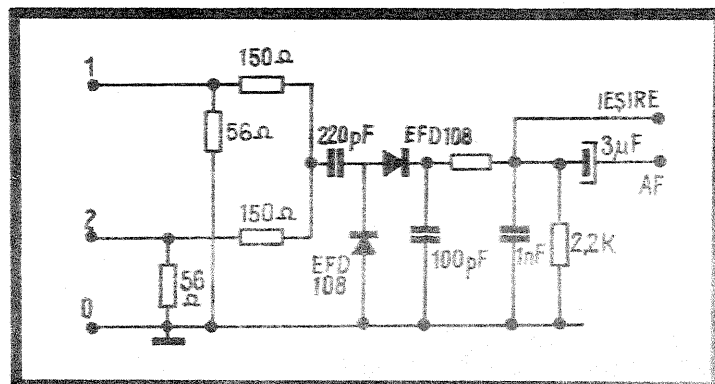 1
150Ω
56Ω
220pF
EFD108
IEȘIRE
3µF
AF
2
150Ω
56
Ω
EFD
108
100pF
1nF
2,2K
0